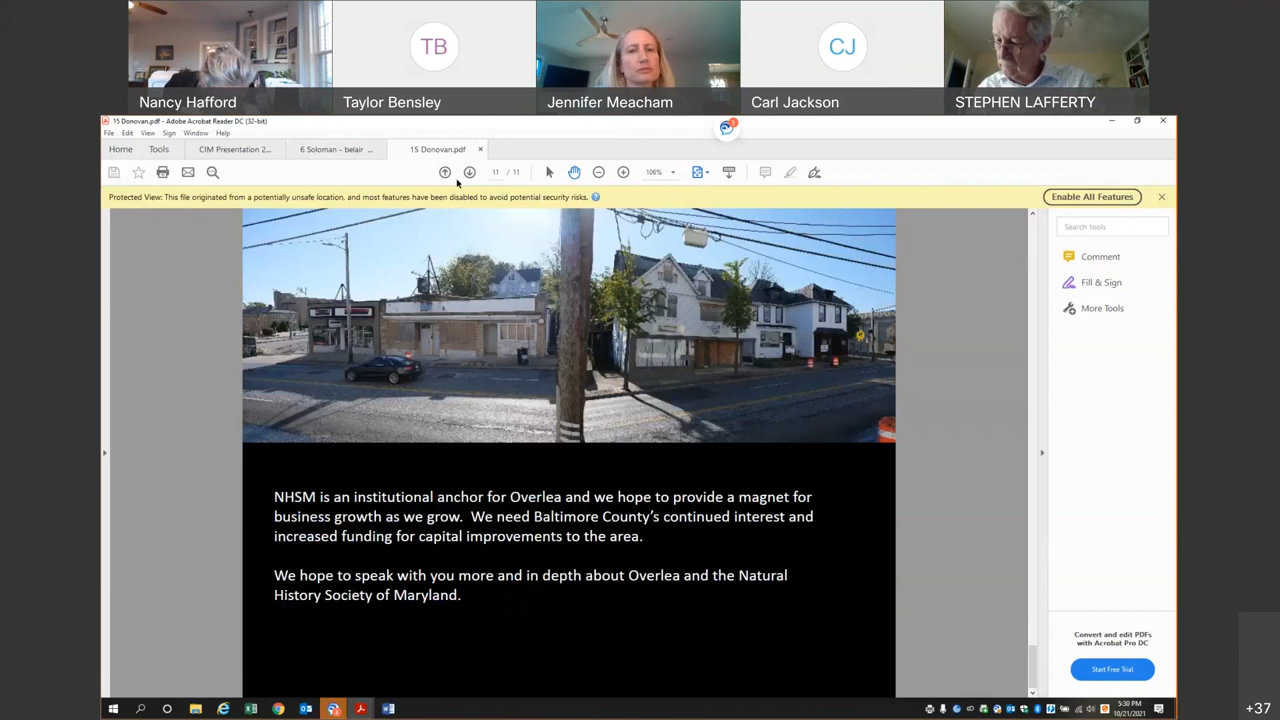 TB
CJ
Nancy Hafford
Taylor Bensley
Jennifer Meacham
Carl Jackson
STEPHEN LAFFERTY
15 Donovan.pdf - Adobe Acrobat Reader DC (32-bit)
File Edit View Sign Window Help
Home Tools CIM Presentation 2... 6 Soloman - belair ... 15 Donovan.pdf ×
11 / 11 106%
Protected View: This file originated from a potentially unsafe location, and most features have been disabled to avoid potential security risks.
Enable All Features
Search tools
Comment
Fill & Sign
More Tools
NHSM is an institutional anchor for Overlea and we hope to provide a magnet for
business growth as we grow. We need Baltimore County's continued interest and
increased funding for capital improvements to the area.
We hope to speak with you more and in depth about Overlea and the Natural
History Society of Maryland.
Convert and edit PDFs
with Acrobat Pro DC
Start Free Trial
5:30 PM
10/21/2021
+37